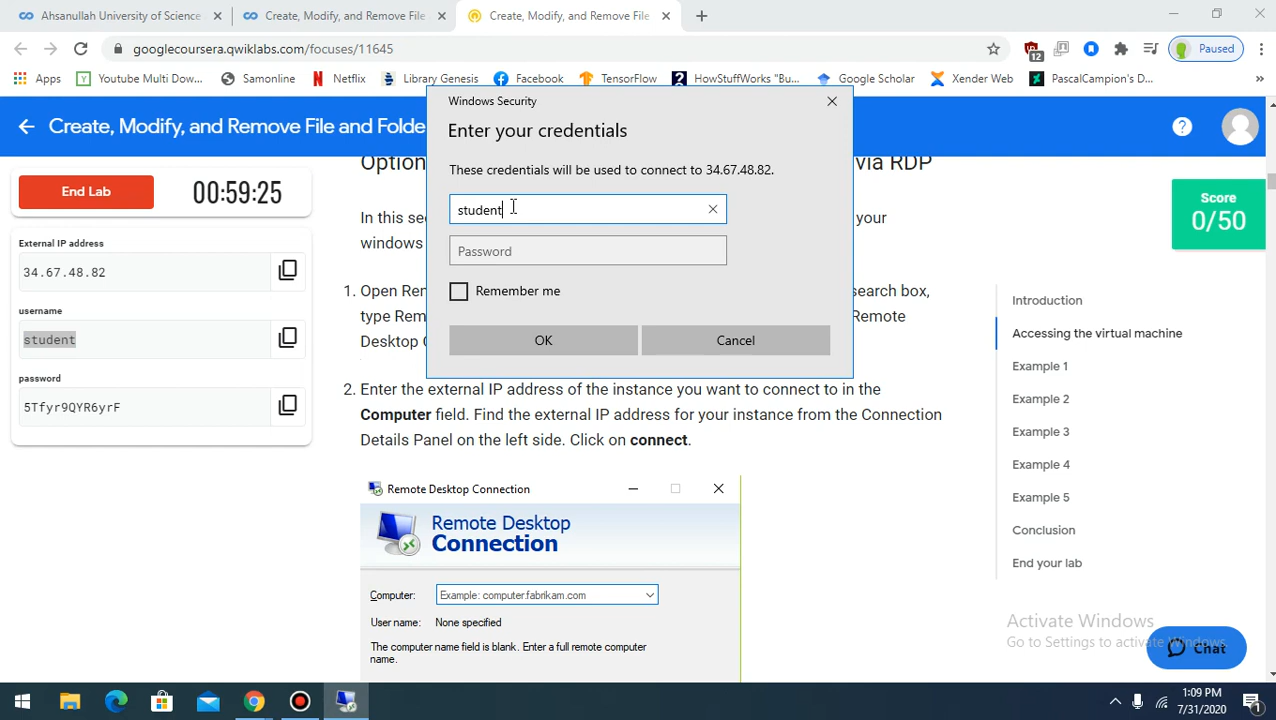 Ahsanullah University of Science
Create, Modify, and Remove File
Create, Modify, and Remove File
googlecoursera.qwiklabs.com/focuses/11645
12
Paused
Apps
Youtube Multi Dow...
Samonline
Netflix
Library Genesis
Facebook
TensorFlow
HowStuffWorks "Bu...
Google Scholar
Xender Web
PascalCampion's D...
Create, Modify, and Remove File and Folde
End Lab
00:59:25
External IP address
34.67.48.82
username
student
password
5Tfyr9QYR6yrF
Windows Security
Enter your credentials
These credentials will be used to connect to 34.67.48.82.
student
Password
Remember me
OK
Cancel
Option
via RDP
In this se
your
windows
1. Open Ren
search box,
type Rem
Remote
Desktop C
2. Enter the external IP address of the instance you want to connect to in the
Computer field. Find the external IP address for your instance from the Connection
Details Panel on the left side. Click on connect.
Remote Desktop Connection
Remote Desktop
Connection
Computer:
Example: computer.fabrikam.com
User name:
None specified
The computer name field is blank. Enter a full remote computer
name.
Score
0/50
Introduction
Accessing the virtual machine
Example 1
Example 2
Example 3
Example 4
Example 5
Conclusion
End your lab
Activate Windows
Go to Settings to activate Windows.
Chat
1:09 PM
7/31/2020
1